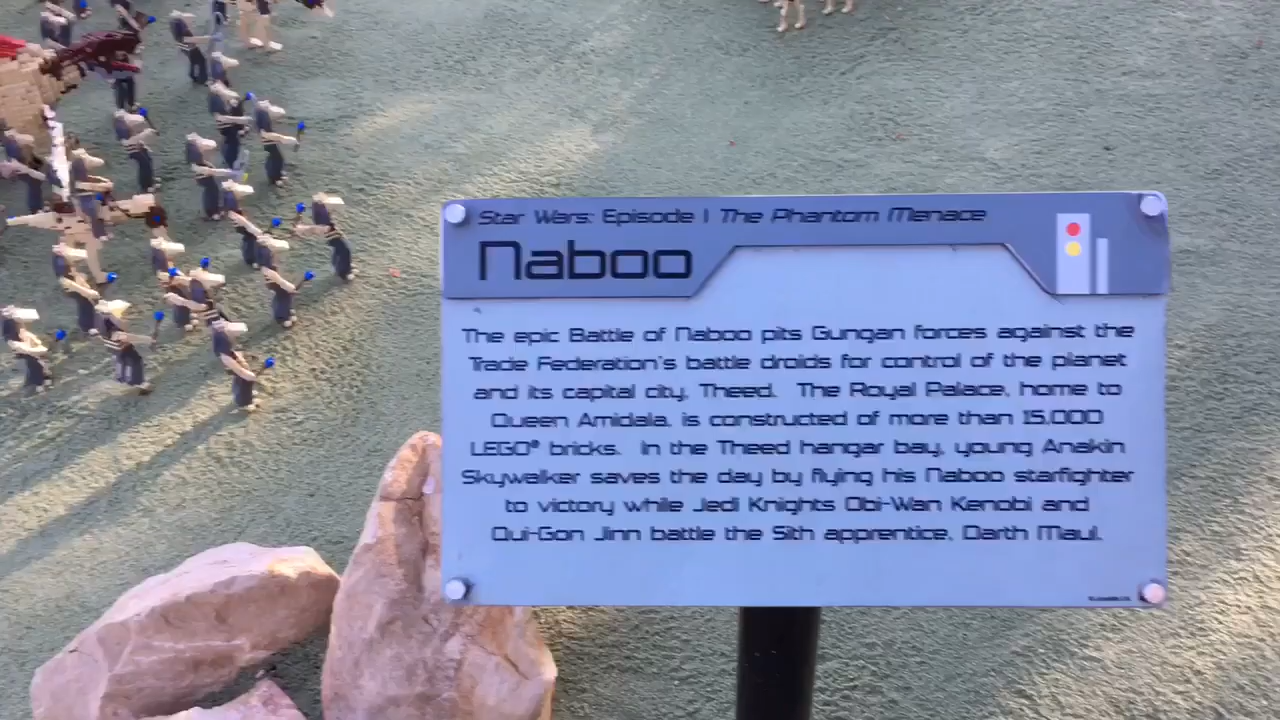 Star Wars: Episode I The Phantom Menace
Naboo
The epic Battle of Naboo pits Gungan forces against the
Trade Federation's battle droids for control of the planet
and its capital city, Theed. The Royal Palace, home to
Queen Amidala, is constructed of more than 15,000
LEGO® bricks. In the Theed hangar bay, young Anakin
Skywalker saves the day by flying his Naboo starfighter
to victory while Jedi Knights Obi-Wan Kenobi and
Qui-Gon Jinn battle the Sith apprentice, Darth Maul.